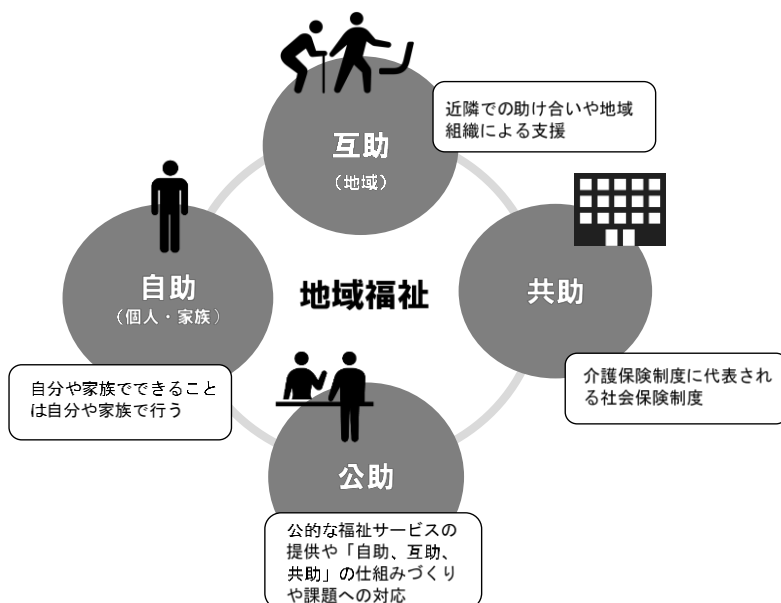 互助
（地域）
近隣での助け合いや地域
組織による支援
自助
（個人・家族）
自分や家族でできること
は自分や家族で行う
地域福祉
共助
介護保険制度に代表され
る社会保険制度
公助
公的な福祉サービスの
提供や「自助、互助、
共助」の仕組みづくり
や課題への対応